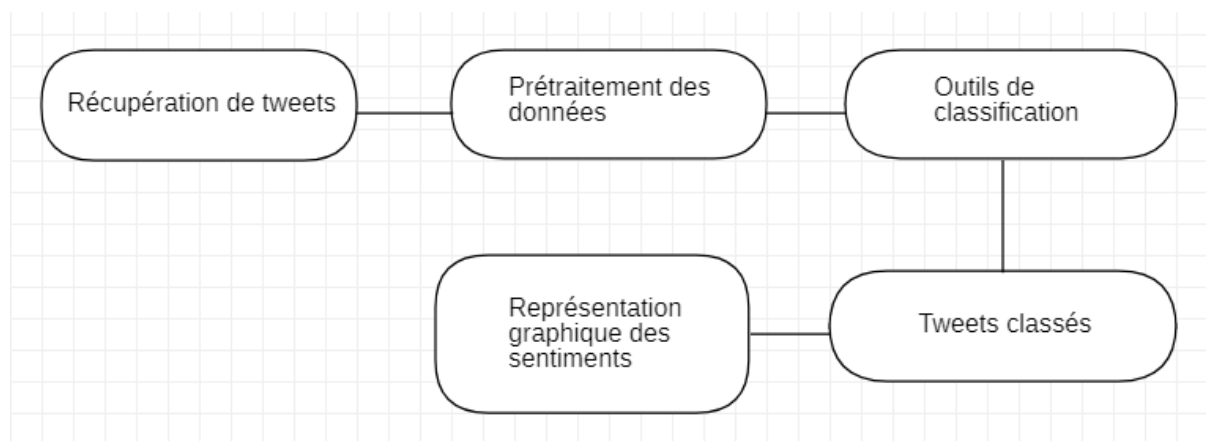 Récupération de tweets
Prétraitement des
données
Outils de
classification
Tweets classés
Représentation
graphique des
sentiments